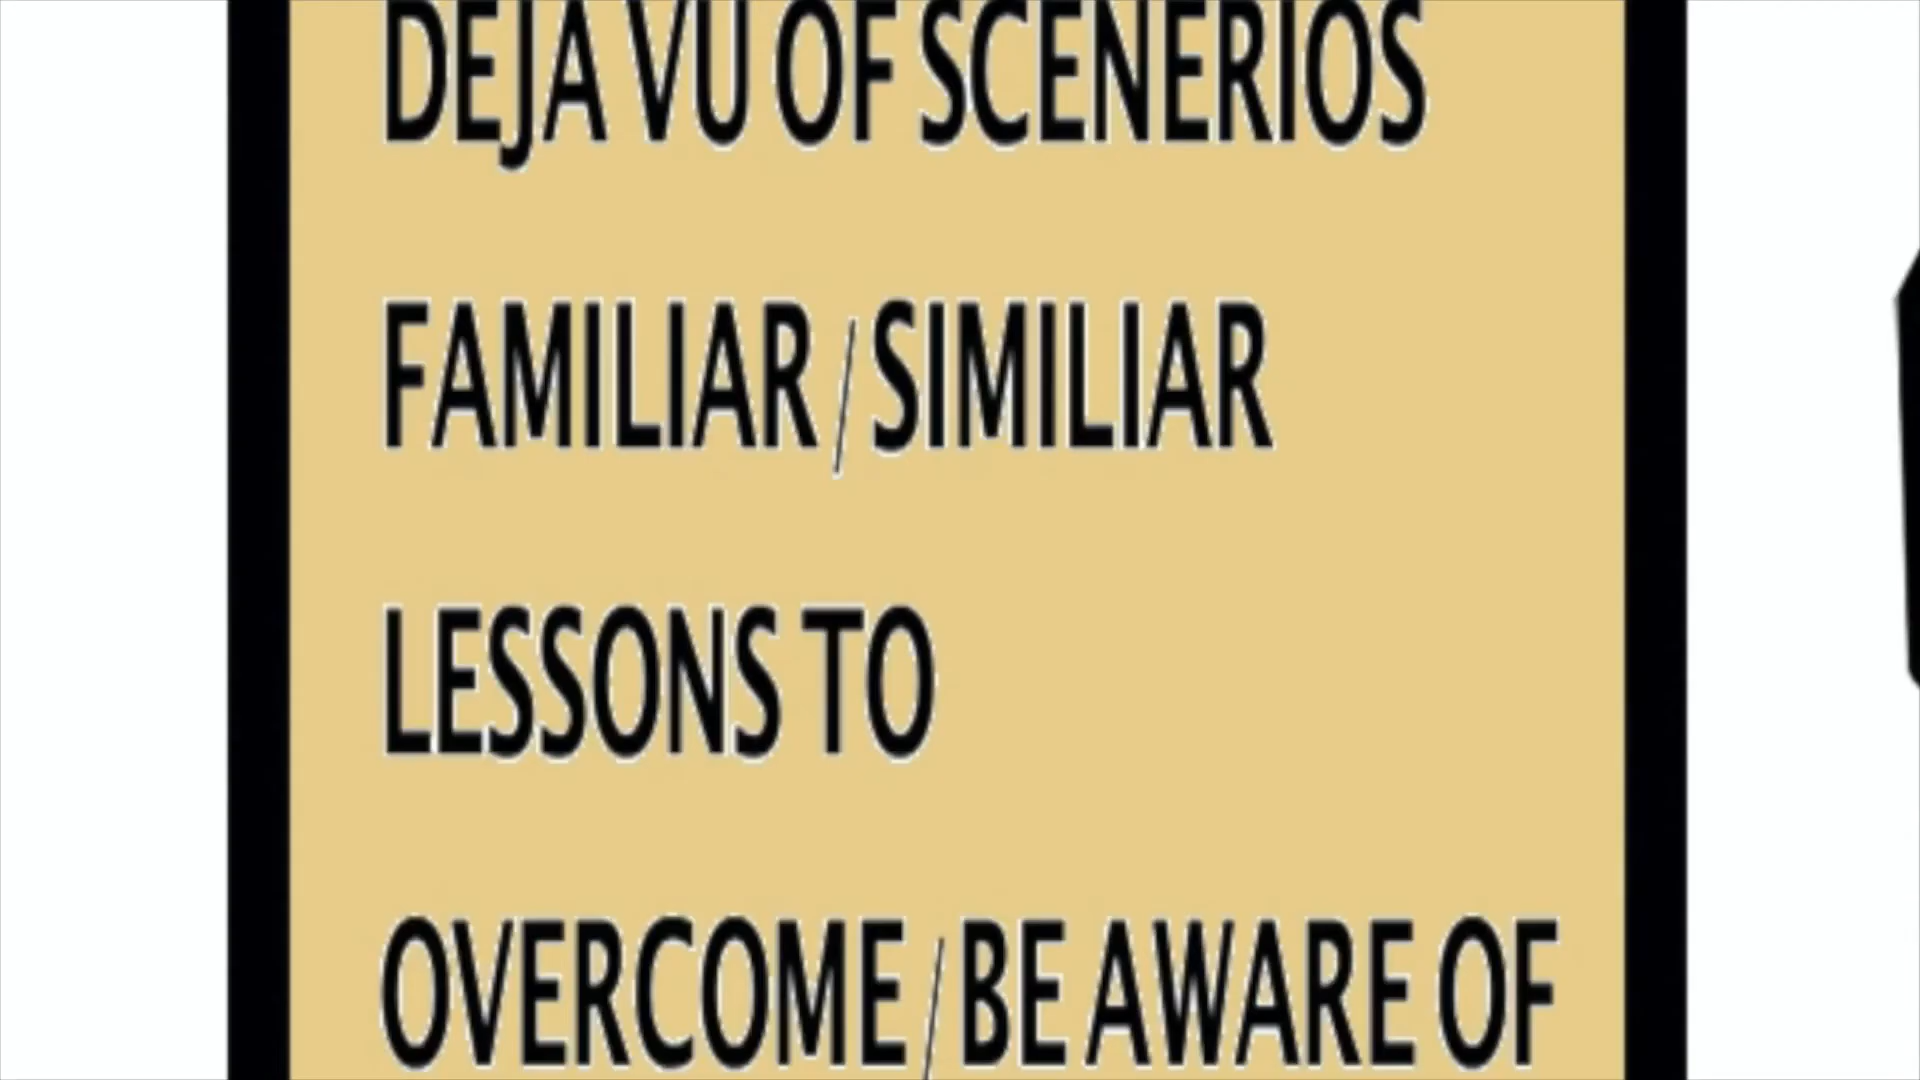 DEJA VU OF SCENERIOS
FAMILIAR / SIMILIAR
LESSONS TO
OVERCOME / BE AWARE OF